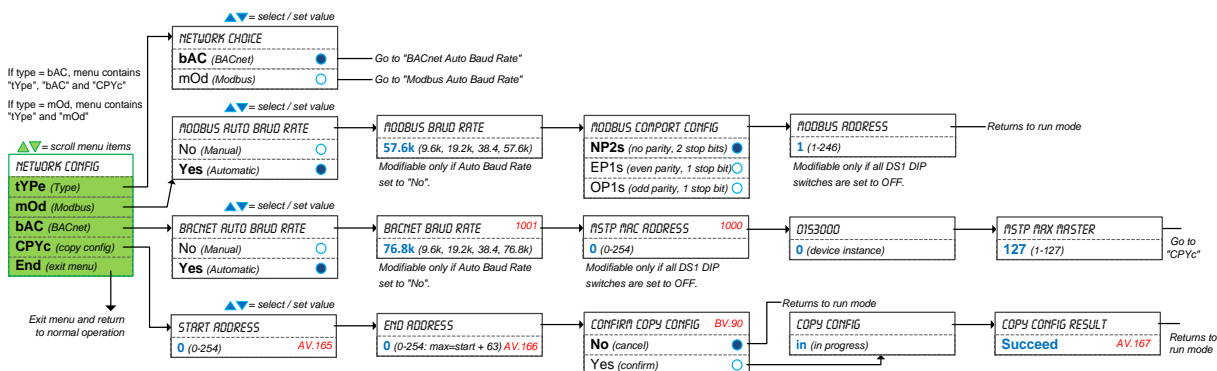 ▲▼= select / set value
NETWORK CHOICE
bAC (BACnet)
mOd (Modbus)
Go to "BACnet Auto Baud Rate"
Go to "Modbus Auto Baud Rate"
If type = bAC, menu contains
"tYpe", "bAC" and "CPYc"
If type = mOd, menu contains
"tYpe" and "mOd"
▲▼= scroll menu items
NETWORK CONFIG
tYPe (Type)
mOd (Modbus)
bAC (BACnet)
CPYc (copy config)
End (exit menu)
Exit menu and return
to normal operation
▲▼= select / set value
MODBUS AUTO BAUD RATE
No (Manual)
Yes (Automatic)
MODBUS BAUD RATE
57.6k (9.6k, 19.2k, 38.4, 57.6k)
Modifiable only if Auto Baud Rate
set to "No".
MODBUS COMPORT CONFIG
NP2s (no parity, 2 stop bits)
EP1s (even parity, 1 stop bit)
OP1s (odd parity, 1 stop bit)
MODBUS ADDRESS
1 (1-246)
Modifiable only if all DS1 DIP
switches are set to OFF.
Returns to run mode
▲▼= select / set value
BACNET AUTO BAUD RATE
No (Manual)
Yes (Automatic)
BACNET BAUD RATE 1001
76.8k (9.6k, 19.2k, 38.4, 76.8k)
Modifiable only if Auto Baud Rate
set to "No".
MSTP MAC ADDRESS 1000
0 (0-254)
Modifiable only if all DS1 DIP
switches are set to OFF.
0153000
0 (device instance)
MSTP MAX MASTER
127 (1-127)
Go to
"CPYc"
▲▼= select / set value
START ADDRESS
0 (0-254) AV.165
END ADDRESS
0 (0-254: max=start + 63) AV.166
CONFIRM COPY CONFIG BV.90
No (cancel)
Yes (confirm)
Returns to run mode
COPY CONFIG
in (in progress)
COPY CONFIG RESULT
Succeed AV.167
Returns to
run mode